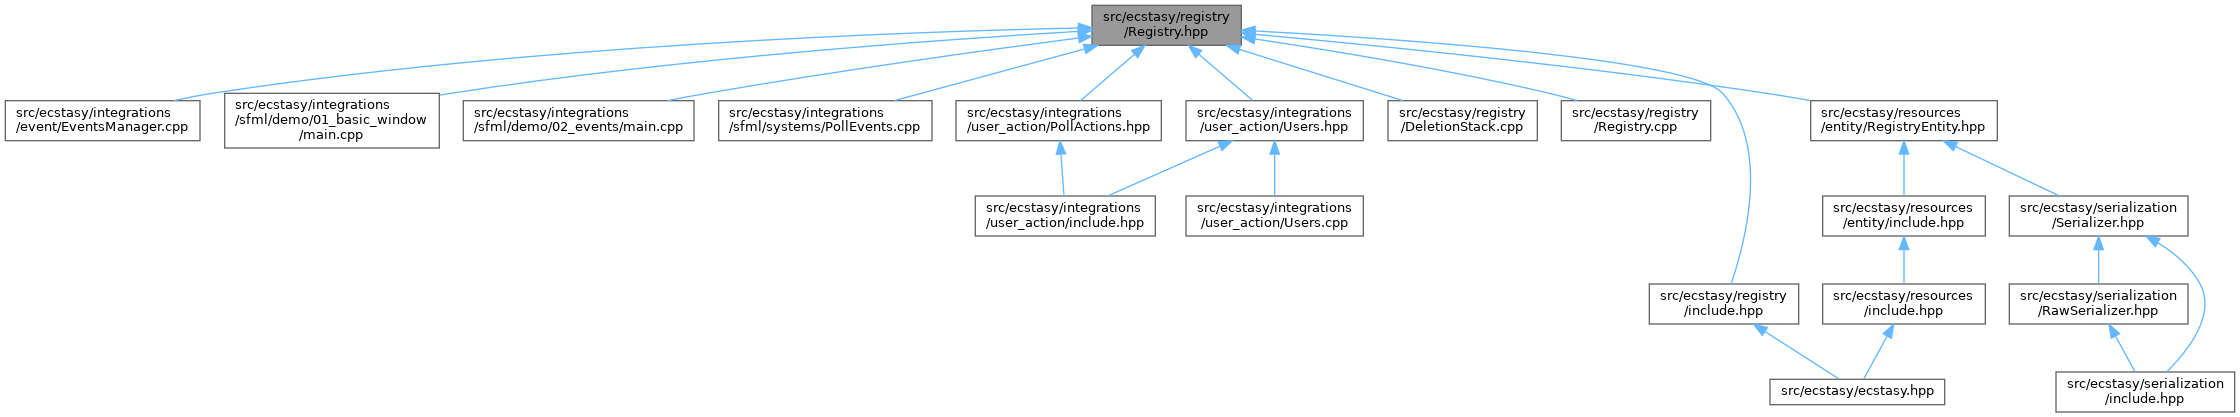 src/ecstasy/registry
/Registry.hpp
src/ecstasy/integrations
/event/EventsManager.cpp
src/ecstasy/integrations
/sfml/demo/01_basic_window
/main.cpp
src/ecstasy/integrations
/sfml/demo/02_events/main.cpp
src/ecstasy/integrations
/sfml/systems/PollEvents.cpp
src/ecstasy/integrations
/user_action/PollActions.hpp
src/ecstasy/integrations
/user_action/Users.hpp
src/ecstasy/registry
/DeletionStack.cpp
src/ecstasy/registry
/Registry.cpp
src/ecstasy/resources
/entity/RegistryEntity.hpp
src/ecstasy/integrations
/user_action/include.hpp
src/ecstasy/integrations
/user_action/Users.cpp
src/ecstasy/resources
/entity/include.hpp
src/ecstasy/serialization
/Serializer.hpp
src/ecstasy/registry
/include.hpp
src/ecstasy/resources
/include.hpp
src/ecstasy/serialization
/RawSerializer.hpp
src/ecstasy/ecstasy.hpp
src/ecstasy/serialization
/include.hpp